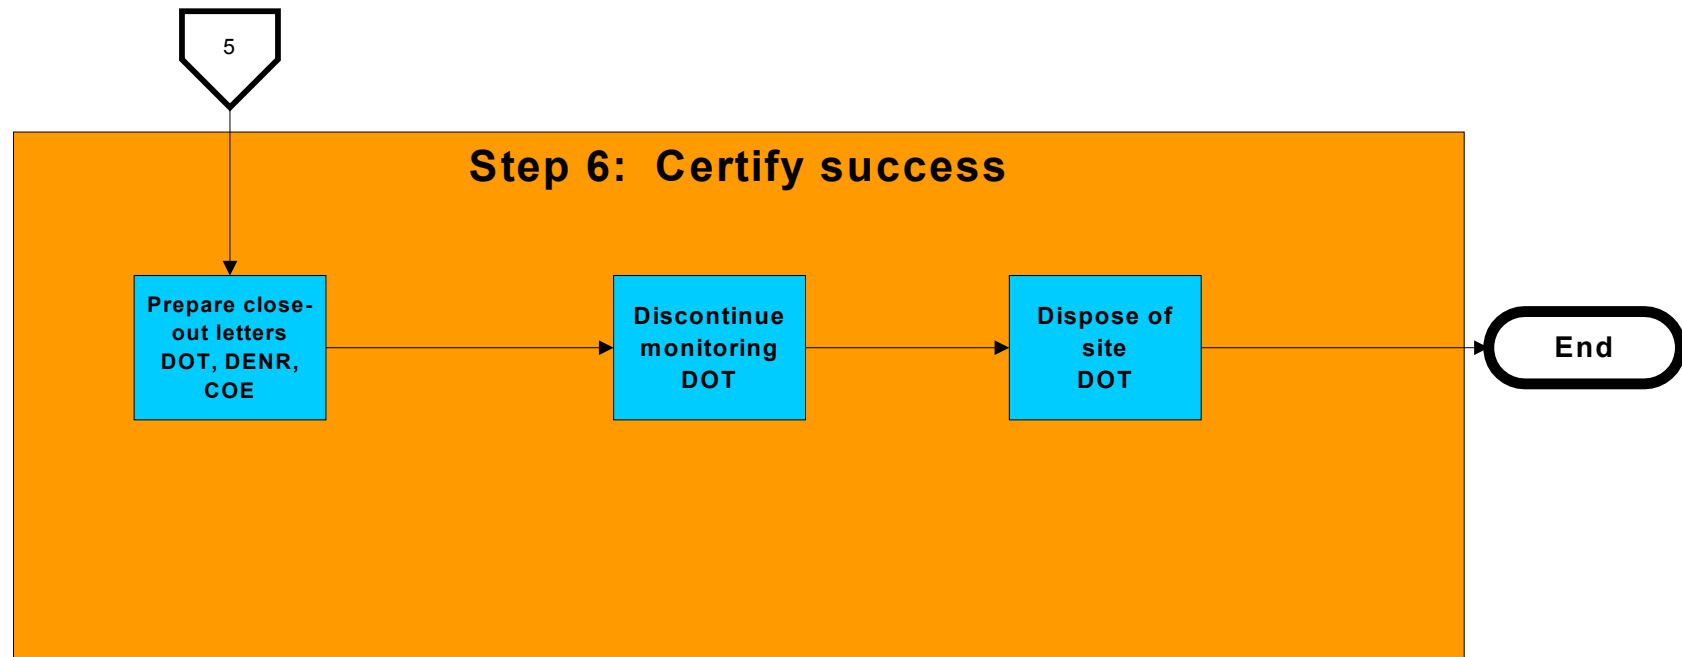 5
Step 6:  Certify success
Prepare close-
out letters
DOT, DENR,
COE
Discontinue
monitoring
DOT
Dispose of
site
DOT
End